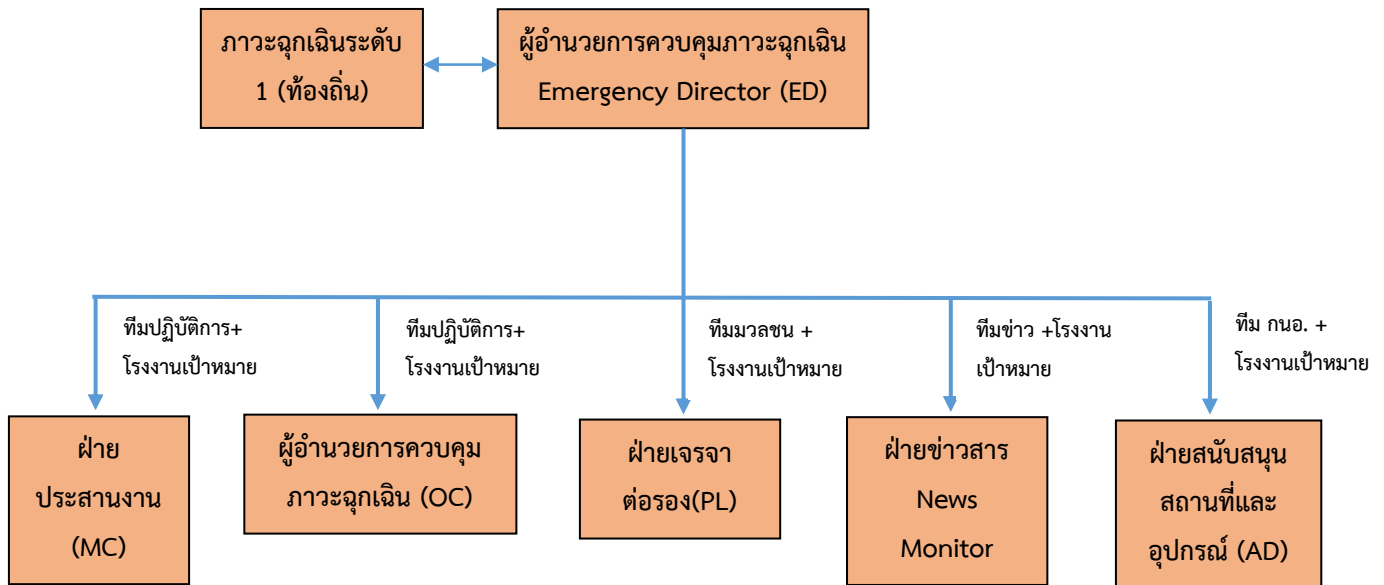 ภาวะฉุกเฉินระดับ
1 (ท้องถิ่น)
ผู้อำนวยการควบคุมภาวะฉุกเฉิน
Emergency Director (ED)
ทีมปฏิบัติการ+
โรงงานเป้าหมาย
ทีมปฏิบัติการ+
โรงงานเป้าหมาย
ทีมมวลชน +
โรงงานเป้าหมาย
ทีมข่าว +โรงงาน
เป้าหมาย
ทีม กนอ. +
โรงงานเป้าหมาย
ฝ่าย
ประสานงาน
(MC)
ผู้อำนวยการควบคุม
ภาวะฉุกเฉิน (OC)
ฝ่ายเจรจา
ต่อรอง(PL)
ฝ่ายข่าวสาร
News
Monitor
ฝ่ายสนับสนุน
สถานที่และ
อุปกรณ์ (AD)